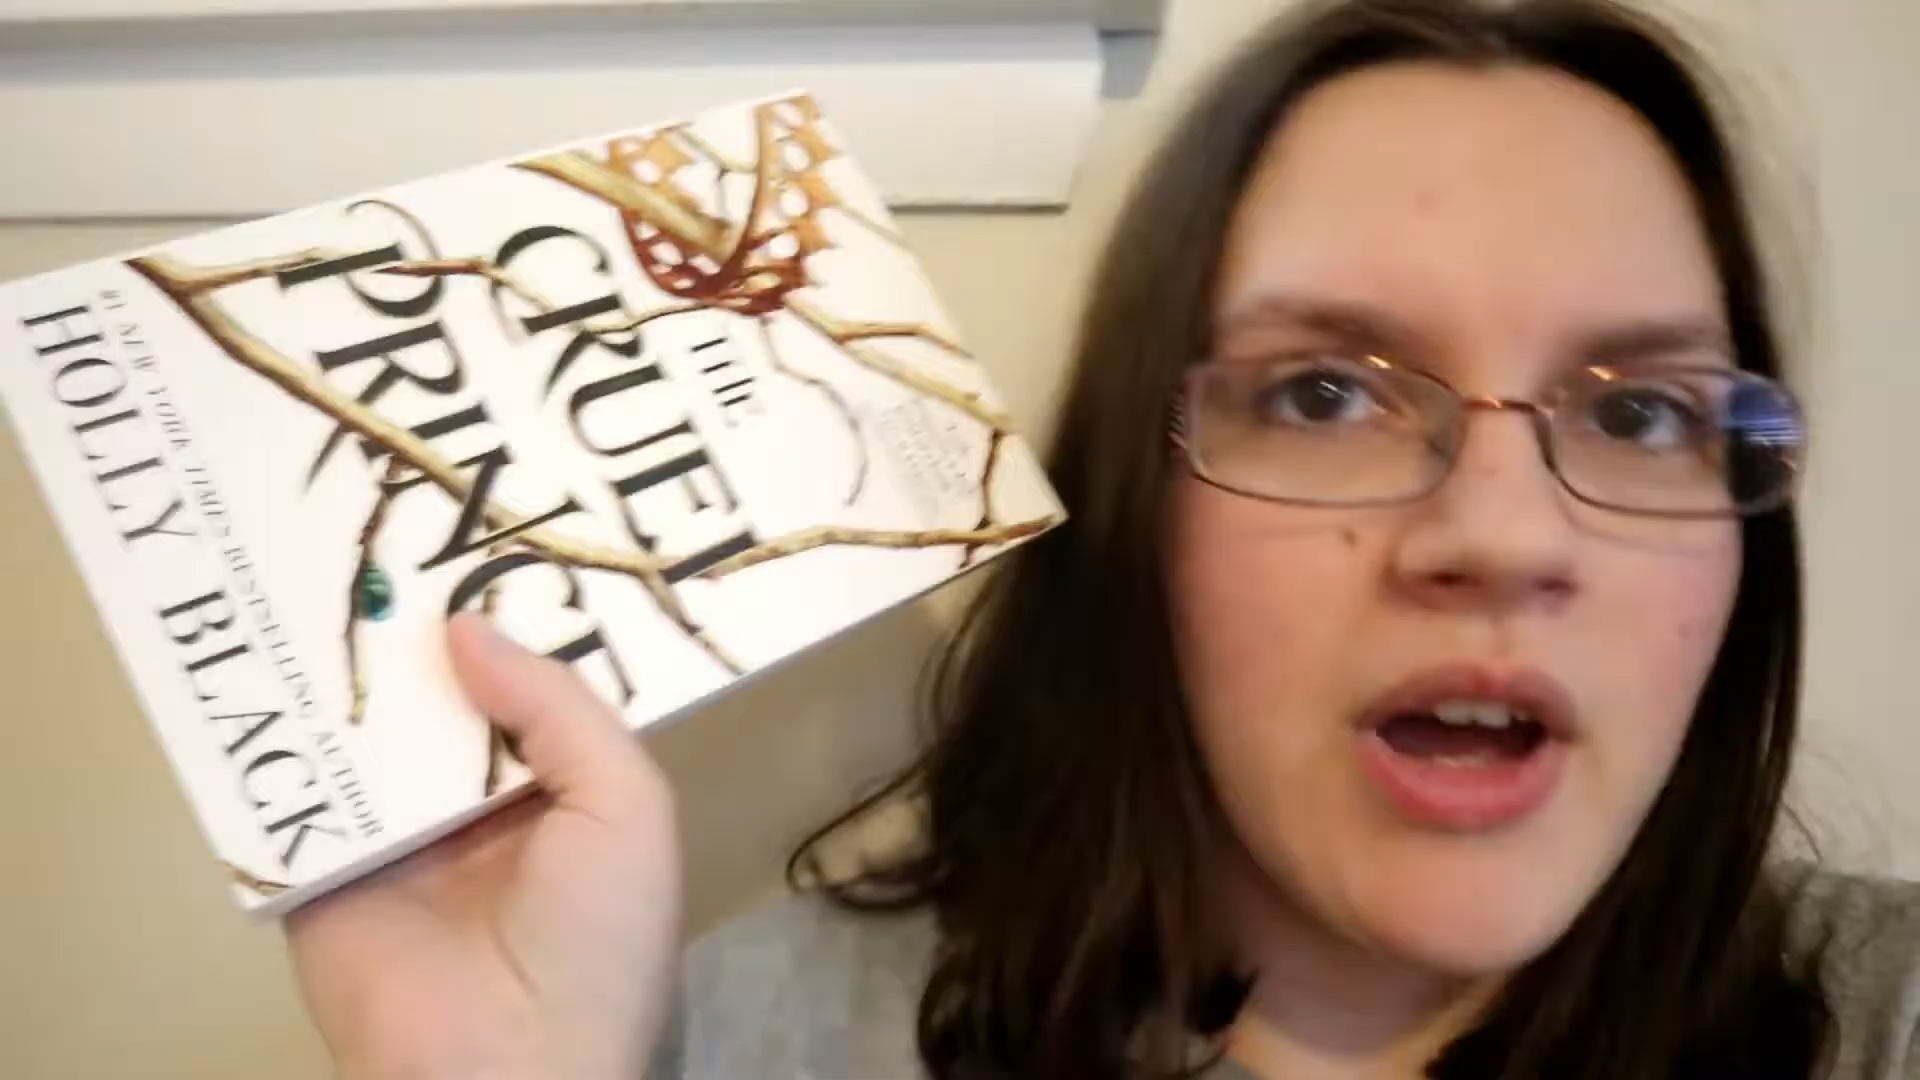 THE
CRUEL
PRINCE
#1 NEW YORK TIMES BESTSELLING AUTHOR
HOLLY BLACK